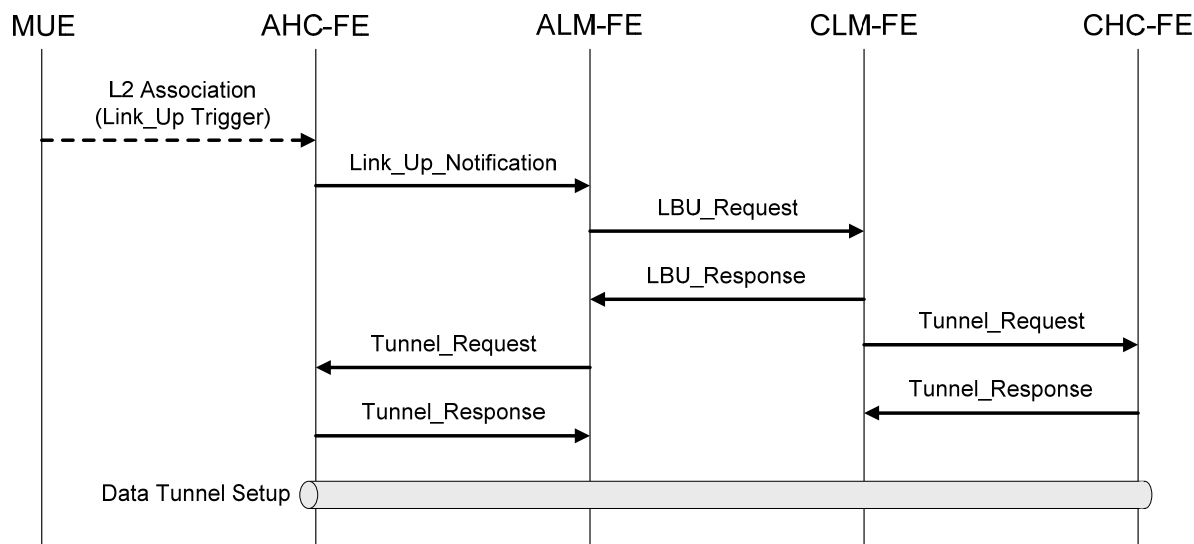 MUE
AHC-FE
ALM-FE
CLM-FE
CHC-FE
L2 Association
(Link_Up Trigger)
Link_Up_Notification
LBU_Request
LBU_Response
Tunnel_Request
Tunnel_Request
Tunnel_Response
Tunnel_Response
Data Tunnel Setup